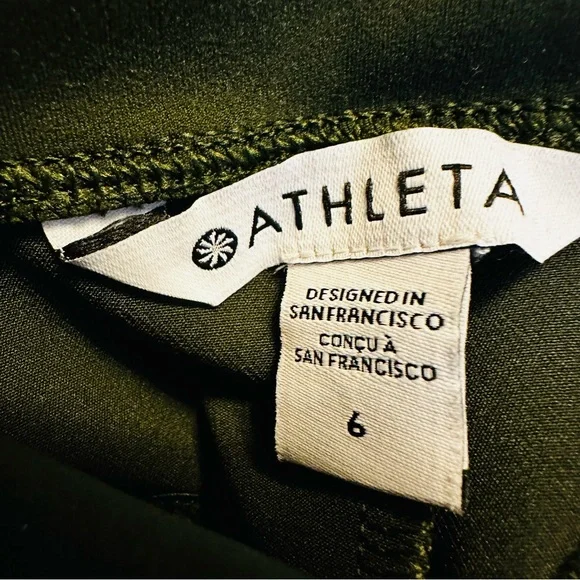 ATHLETA
DESIGNED IN
SAN FRANCISCO
CONÇU À
SAN FRANCISCO
6